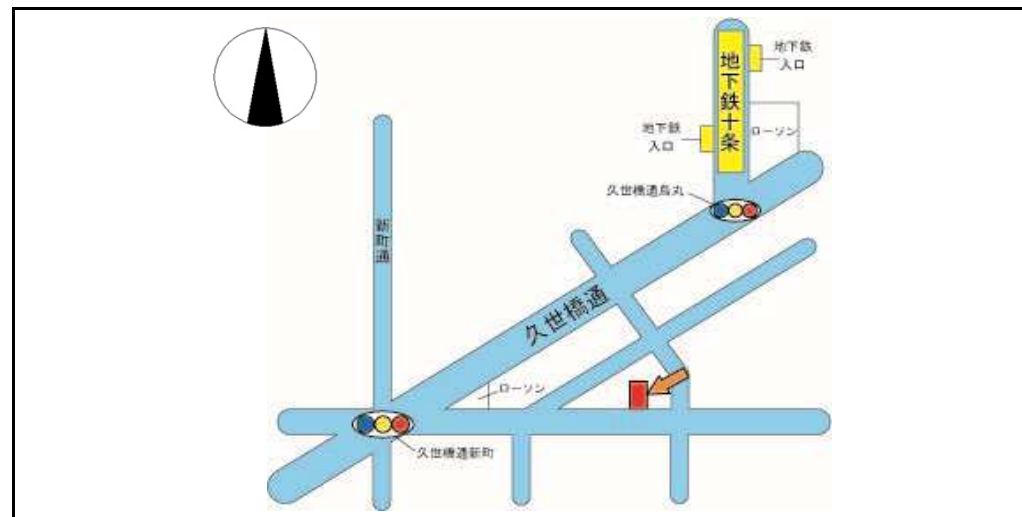 地下鉄
入口
地下鉄十条
地下鉄
入口
ローソン
久世橋通烏丸
新町通
久世橋通
ローソン
久世橋通新町